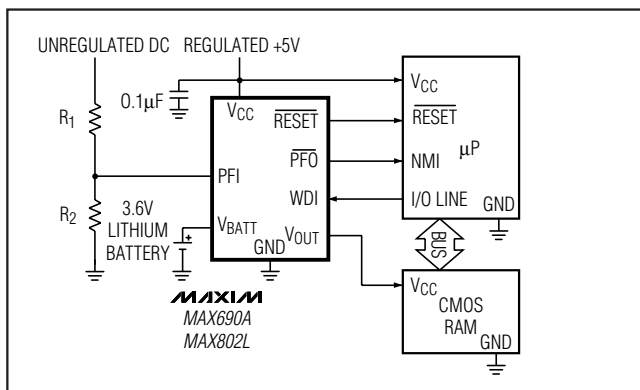 UNREGULATED DC
REGULATED +5V
0.1μF
R1
R2
VCC
RESET
PFO
PFI
WDI
VBATT
VOUT
GND
3.6V
LITHIUM
BATTERY
MAXIM
MAX690A
MAX802L
VCC
RESET
μP
NMI
I/O LINE
GND
BUS
VCC
CMOS
RAM
GND